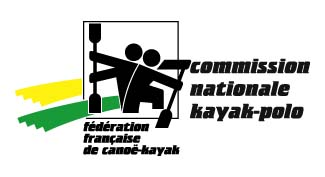 commission
nationale
kayak-polo
fédération
française
de canoë-kayak